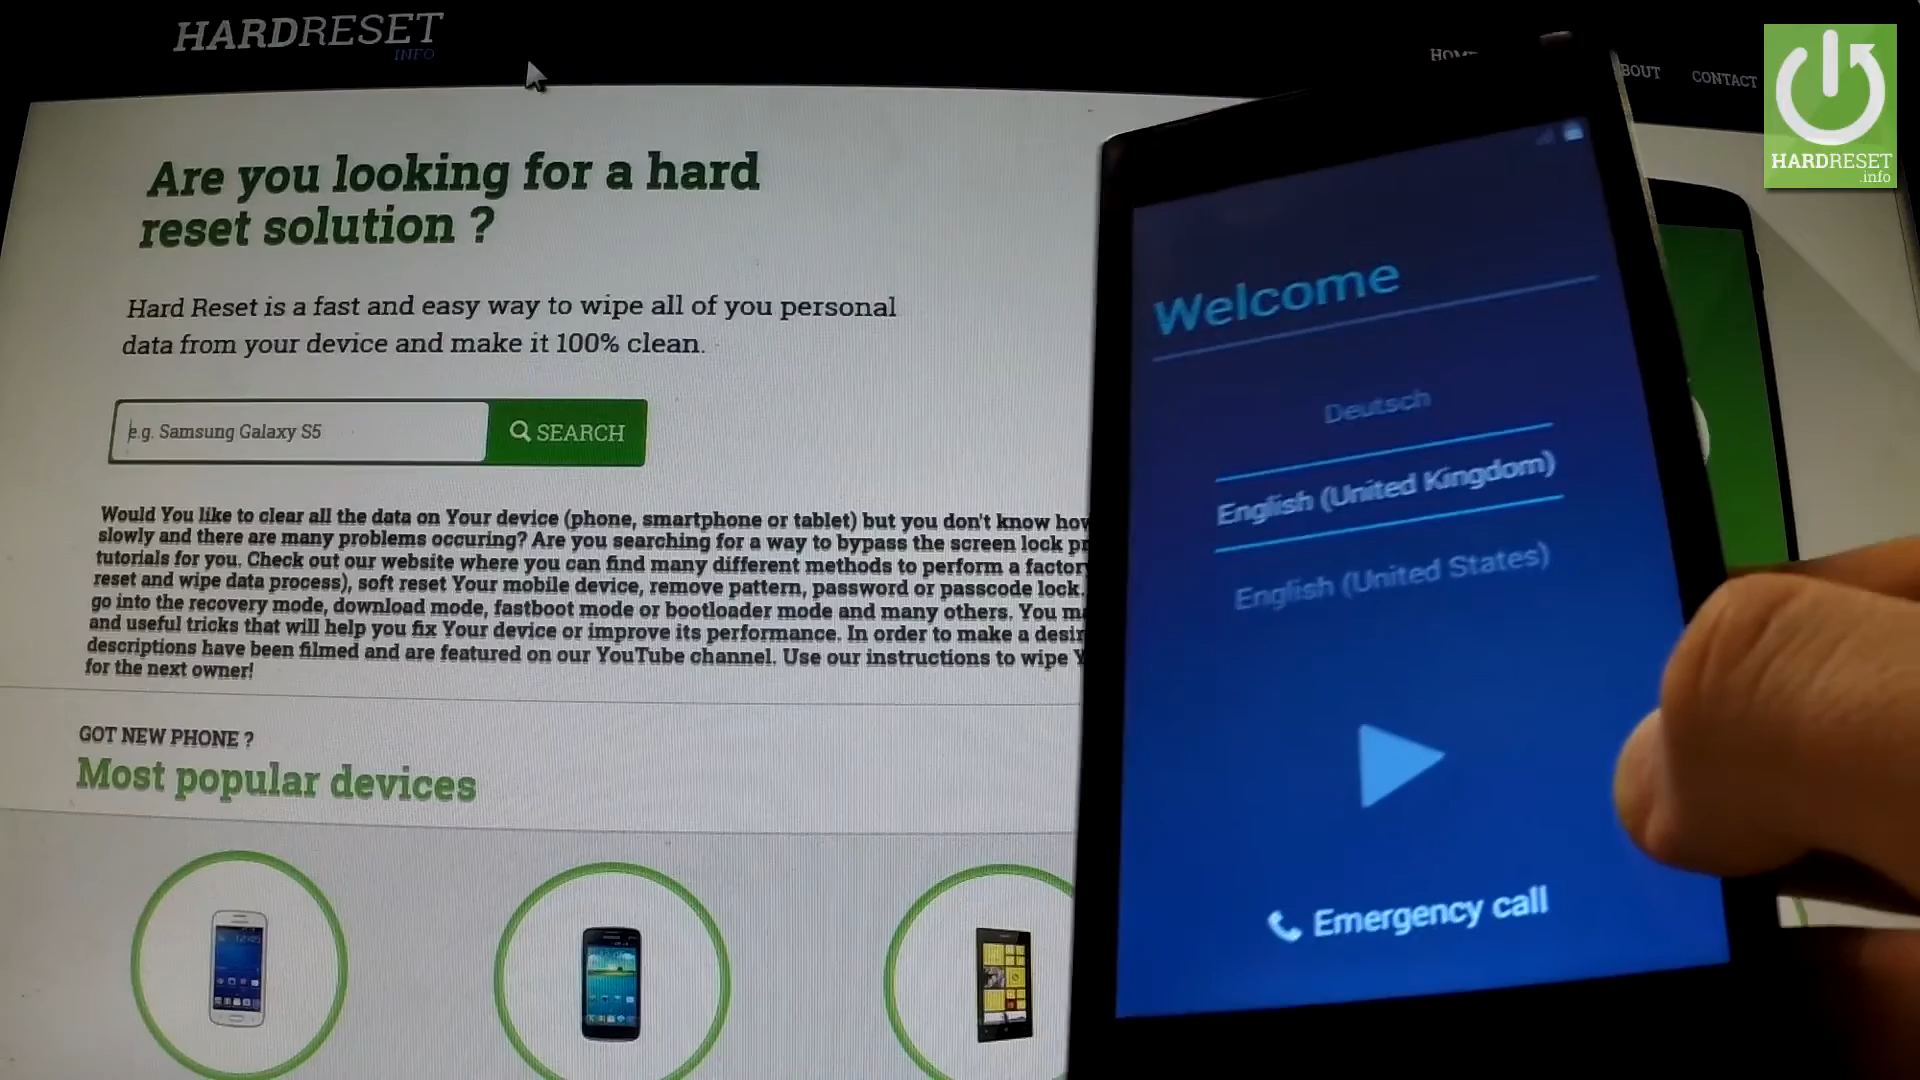 HARDRESET
INFO
ABOUT
CONTACT
HARDRESET
.info
Are you looking for a hard
reset solution ?
Hard Reset is a fast and easy way to wipe all of you personal
data from your device and make it 100% clean.
e.g. Samsung Galaxy S5
SEARCH
Would You like to clear all the data on Your device (phone, smartphone or tablet) but you don't know how
slowly and there are many problems occuring? Are you searching for a way to bypass the screen lock
tutorials for you. Check out our website where you can find many different methods to perform a
reset and wipe data process), soft reset Your mobile device, remove pattern, password or passcode lock.
go into the recovery mode, download mode, fastboot mode or bootloader mode and many others. You
and useful tricks that will help you fix Your device or improve its performance. In order to make a
descriptions have been filmed and are featured on our YouTube channel. Use our instructions to wipe
for the next owner!
GOT NEW PHONE ?
Most popular devices
Welcome
Deutsch
English (United Kingdom)
English (United States)
Emergency call